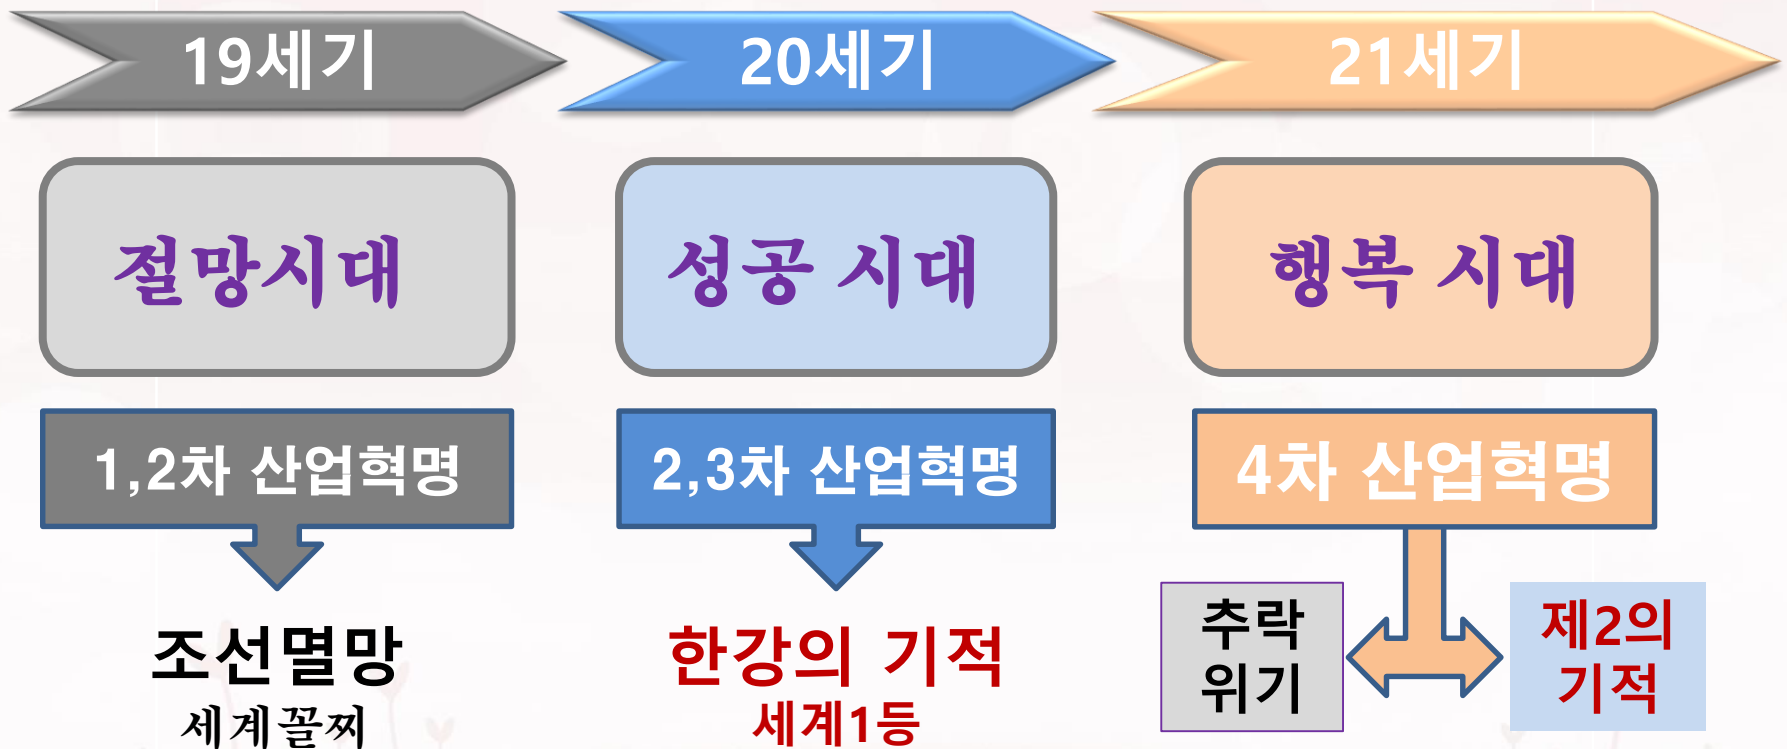 19세기
20세기
21세기
절망시대
성공 시대
행복 시대
1,2차 산업혁명
2,3차 산업혁명
4차 산업혁명
조선멸망
세계꼴찌
한강의 기적
세계1등
추락
위기
제2의
기적